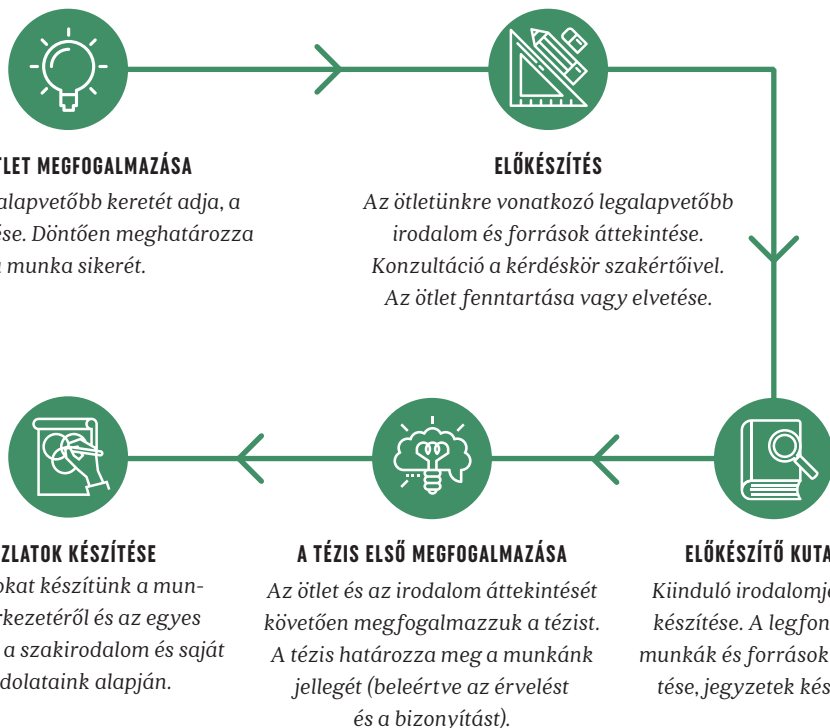 TLET MEGFOGALMAZÁSA
alapvetőbb keretét adja, a
se. Döntően meghatározza
munka sikerét.
ELŐKÉSZÍTÉS
Az ötletünkre vonatkozó legalapvetőbb
irodalom és források áttekintése.
Konzultáció a kérdéskör szakértőivel.
Az ötlet fenntartása vagy elvetése.
ZLATOK KÉSZÍTÉSE
okat készítünk a mun-
rkezetéről és az egyes
a szakirodalom és saját
dolataink alapján.
A TÉZIS ELSŐ MEGFOGALMAZÁSA
Az ötlet és az irodalom áttekintését
követően megfogalmazzuk a tézist.
A tézis határozza meg a munkánk
jellegét (beleértve az érvelést
és a bizonyítást).
ELŐKÉSZÍTŐ KUTA
Kiinduló irodalomje
készítése. A legfon
munkák és források
tése, jegyzetek kés